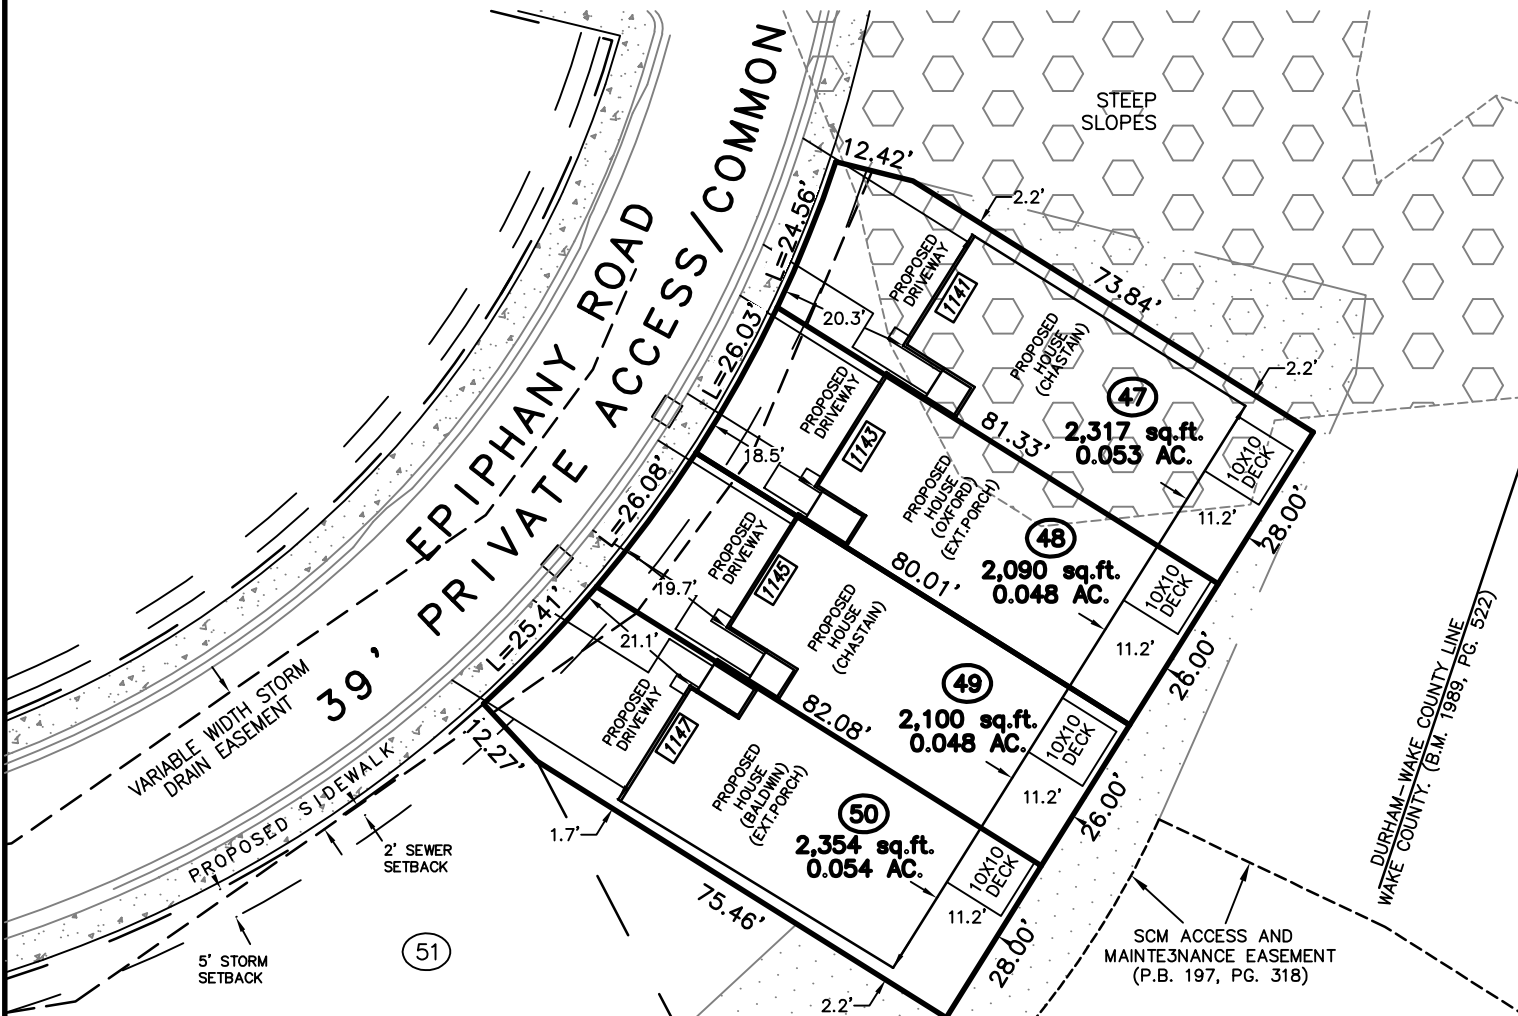 STEEP
SLOPES
EPIPHANY ROAD
39' PRIVATE ACCESS/COMMON
12.42'
2.2'
73.84'
2.2'
L=24.56'
20.3'
PROPOSED
DRIVEWAY
1141
PROPOSED
HOUSE
(CHASTAIN)
47
2,317 sq.ft.
0.053 AC.
10X10
DECK
11.2'
28.00'
81.33'
L=26.03'
18.5'
PROPOSED
DRIVEWAY
1143
PROPOSED
HOUSE
(OXFORD)
(EXT.PORCH)
48
2,090 sq.ft.
0.048 AC.
10X10
DECK
11.2'
26.00'
80.01'
L=26.08'
19.7'
PROPOSED
DRIVEWAY
1145
PROPOSED
HOUSE
(CHASTAIN)
49
2,100 sq.ft.
0.048 AC.
10X10
DECK
11.2'
26.00'
82.08'
L=25.41'
21.1'
PROPOSED
DRIVEWAY
1147
PROPOSED
HOUSE
(BALDWIN)
(EXT.PORCH)
50
2,354 sq.ft.
0.054 AC.
10X10
DECK
11.2'
28.00'
12.27'
1.7'
75.46'
2.2'
VARIABLE WIDTH STORM
DRAIN EASEMENT
PROPOSED SIDEWALK
2' SEWER
SETBACK
5' STORM
SETBACK
51
DURHAM-WAKE COUNTY LINE
WAKE COUNTY. (B.M. 1989, PG. 522)
SCM ACCESS AND
MAINTE3NANCE EASEMENT
(P.B. 197, PG. 318)